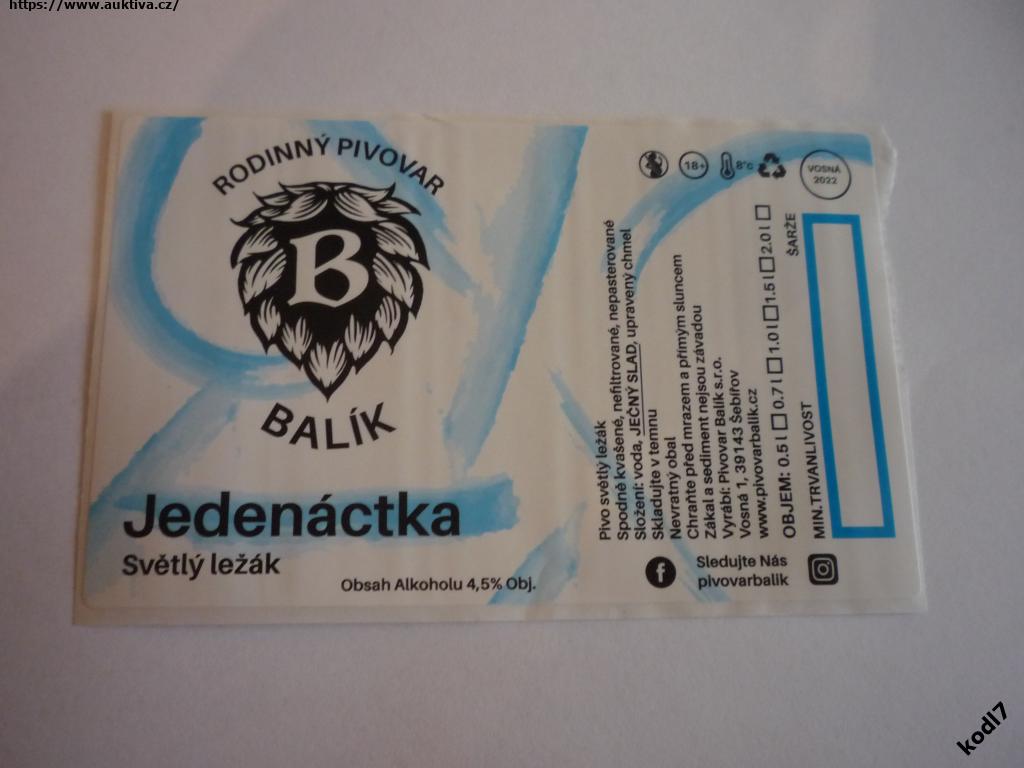 https://www.auktiva.cz/
RODINNÝ PIVOVAR
B
BALÍK
Jedenáctka
Světlý ležák
Obsah Alkoholu 4,5% Obj.
18+
8°c
VOSNÁ
2022
Pivo světlý ležák
Spodně kvašené, nefiltrované, nepasterované
Složení: voda, JEČNÝ SLAD, upravený chmel
Skladujte v temnu
Nevratný obal
Chraňte před mrazem a přímým sluncem
Zákal a sediment nejsou závadou
Vyrábí: Pivovar Balík s.r.o.
Vosná 1, 39143 Šebířov
www.pivovarbalik.cz
OBJEM: 0.5 l 0.7 l 1.0 l 1.5 l 2.0 l
MIN.TRVANLIVOST ŠARŽE
Sledujte Nás
pivovarbalik
kodl7